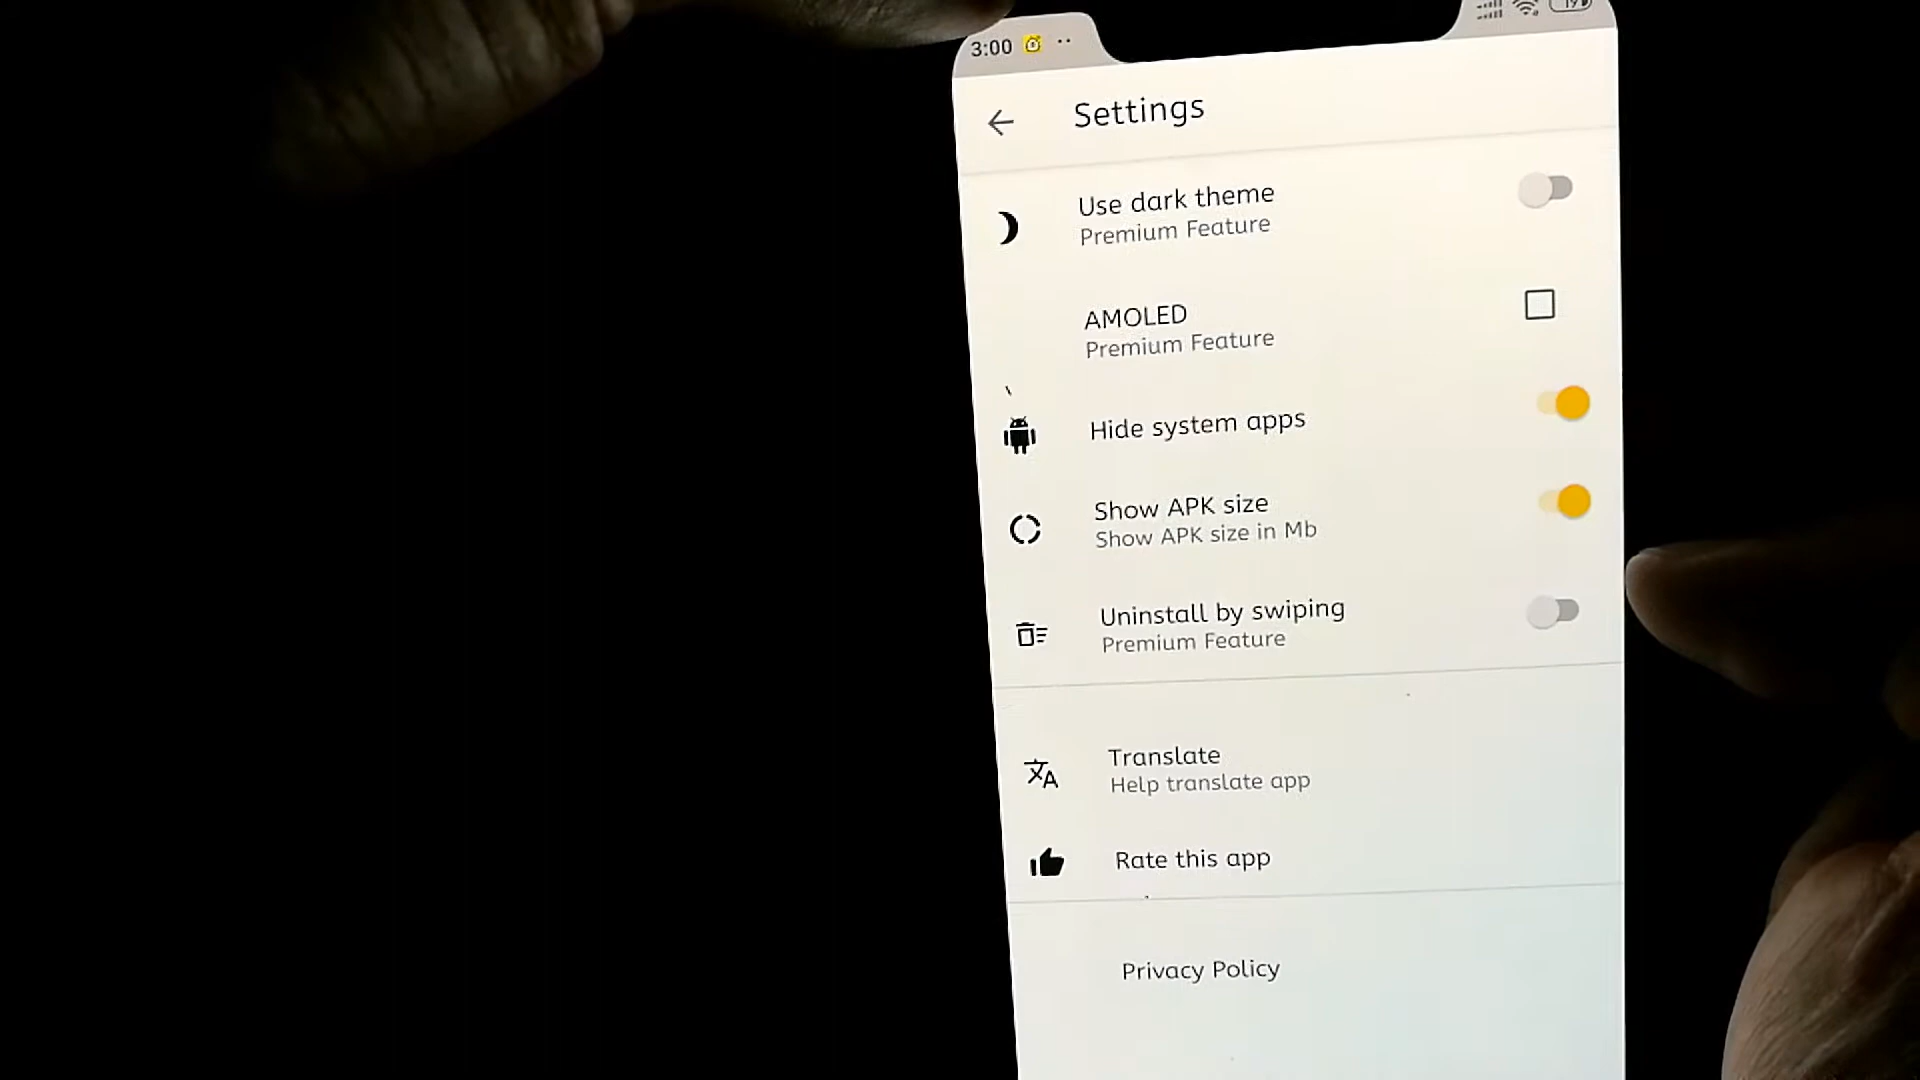 3:00
19
Settings
Use dark theme
Premium Feature
AMOLED
Premium Feature
Hide system apps
Show APK size
Show APK size in Mb
Uninstall by swiping
Premium Feature
Translate
Help translate app
Rate this app
Privacy Policy